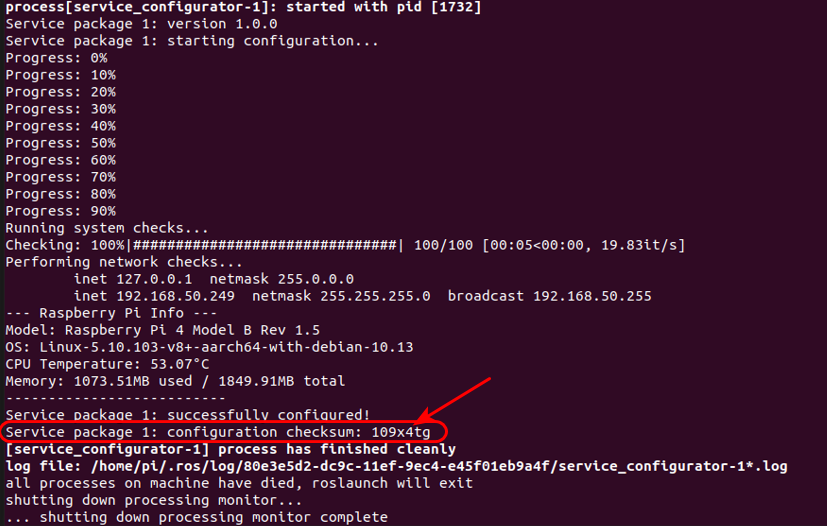 process[service_configurator-1]: started with pid [1732]
Service package 1: version 1.0.0
Service package 1: starting configuration...
Progress: 0%
Progress: 10%
Progress: 20%
Progress: 30%
Progress: 40%
Progress: 50%
Progress: 60%
Progress: 70%
Progress: 80%
Progress: 90%
Running system checks...
Checking: 100%|###############################| 100/100 [00:05<00:00, 19.83it/s]
Performing network checks...
        inet 127.0.0.1  netmask 255.0.0.0
        inet 192.168.50.249  netmask 255.255.255.0  broadcast 192.168.50.255
--- Raspberry Pi Info ---
Model: Raspberry Pi 4 Model B Rev 1.5
OS: Linux-5.10.103-v8+-aarch64-with-debian-10.13
CPU Temperature: 53.07°C
Memory: 1073.51MB used / 1849.91MB total
--------------------------
Service package 1: successfully configured!
Service package 1: configuration checksum: 109x4tg
[service_configurator-1] process has finished cleanly
log file: /home/pi/.ros/log/80e3e5d2-dc9c-11ef-9ec4-e45f01eb9a4f/service_configurator-1*.log
all processes on machine have died, roslaunch will exit
shutting down processing monitor...
... shutting down processing monitor complete